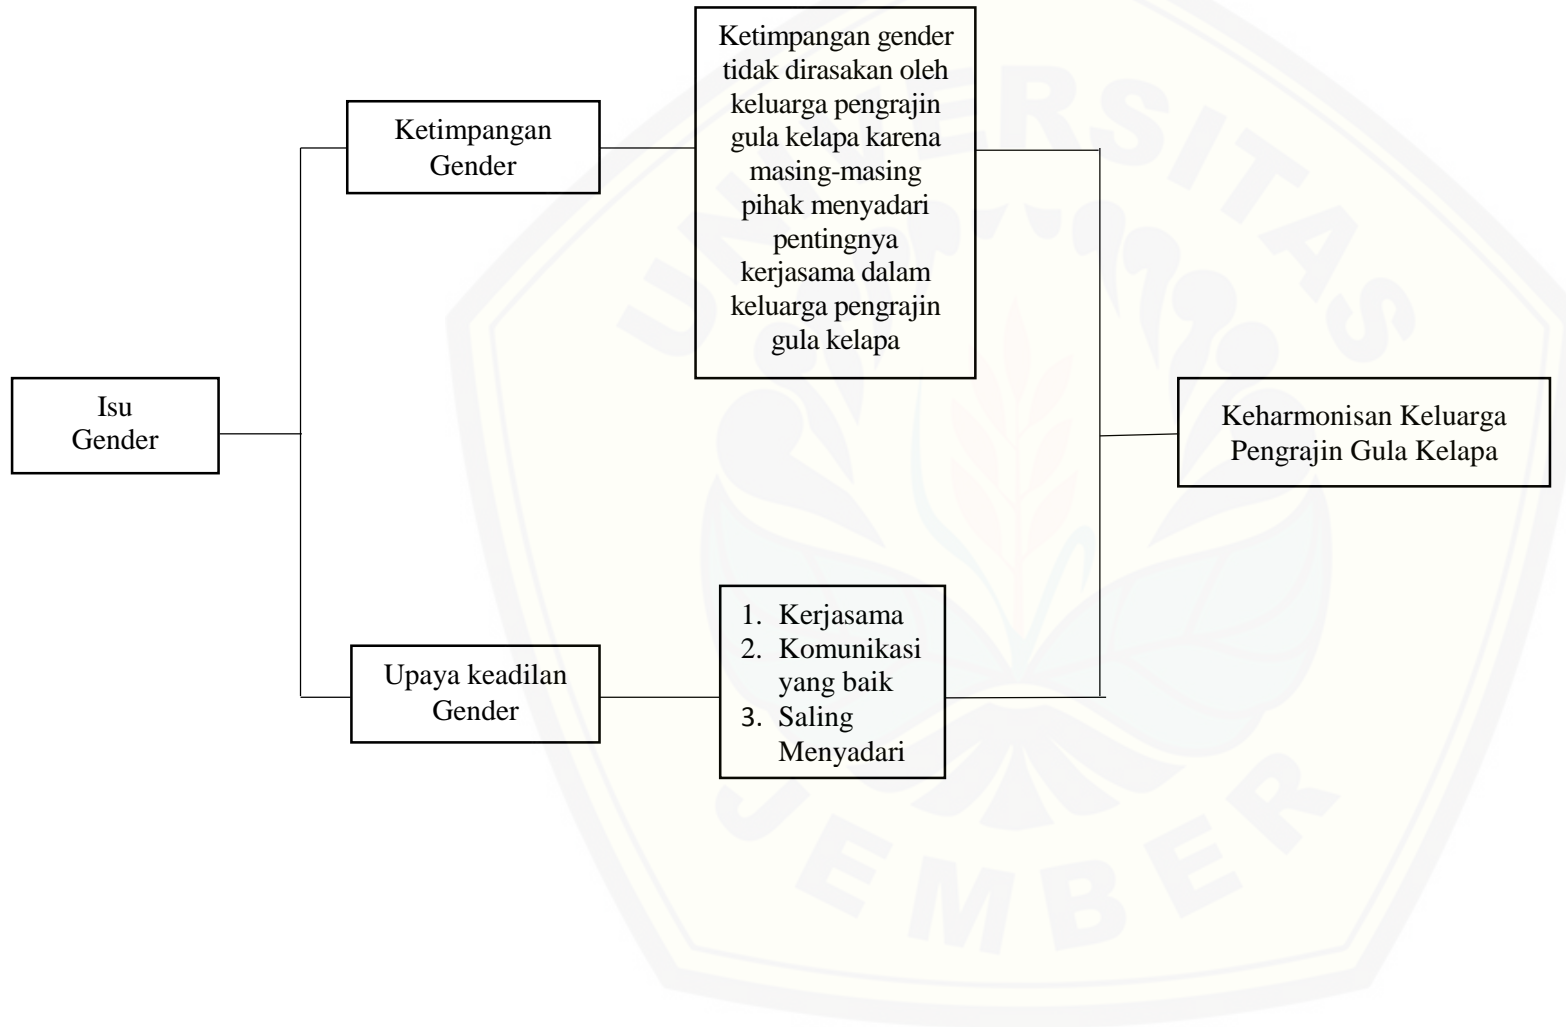 Ketimpangan gender
tidak dirasakan oleh
keluarga pengrajin
gula kelapa karena
masing-masing
pihak menyadari
pentingnya
kerjasama dalam
keluarga pengrajin
gula kelapa
Ketimpangan
Gender
Isu
Gender
Keharmonisan Keluarga
Pengrajin Gula Kelapa
Upaya keadilan
Gender
1. Kerjasama
2. Komunikasi
yang baik
3. Saling
Menyadari
UNIVERSITAS
JEMBER